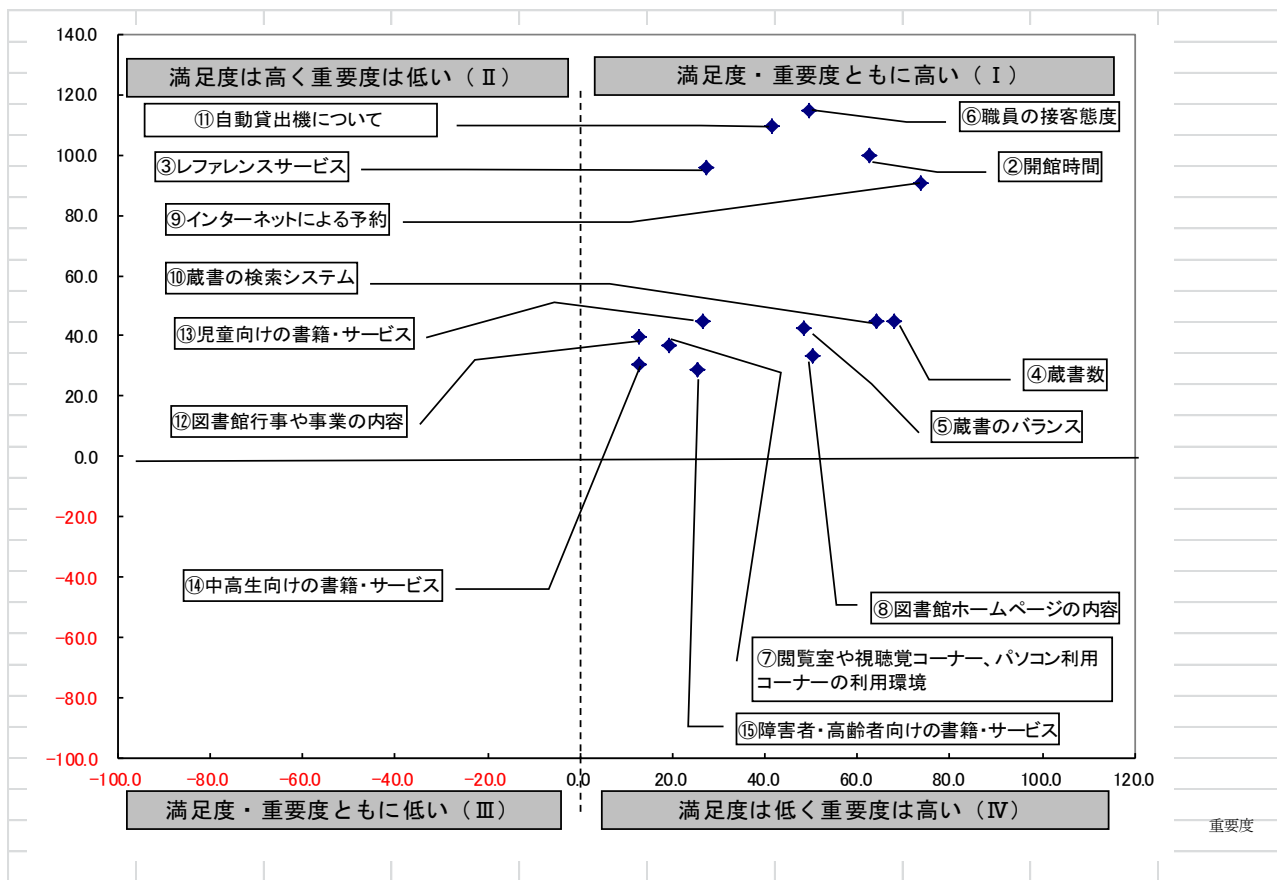 140.0
満足度は高く重要度は低い（Ⅱ）
満足度・重要度ともに高い（Ⅰ）
120.0
⑪自動貸出機について
⑥職員の接客態度
100.0
③レファレンスサービス
②開館時間
80.0
⑨インターネットによる予約
60.0
⑩蔵書の検索システム
40.0
⑬児童向けの書籍・サービス
④蔵書数
20.0
⑫図書館行事や事業の内容
⑤蔵書のバランス
0.0
−20.0
−40.0
⑭中高生向けの書籍・サービス
⑧図書館ホームページの内容
−60.0
⑦閲覧室や視聴覚コーナー、パソコン利用
コーナーの利用環境
−80.0
⑮障害者・高齢者向けの書籍・サービス
−100.0
−100.0 −80.0 −60.0 −40.0 −20.0 0.0 20.0 40.0 60.0 80.0 100.0 120.0
満足度・重要度ともに低い（Ⅲ）
満足度は低く重要度は高い（Ⅳ）
重要度